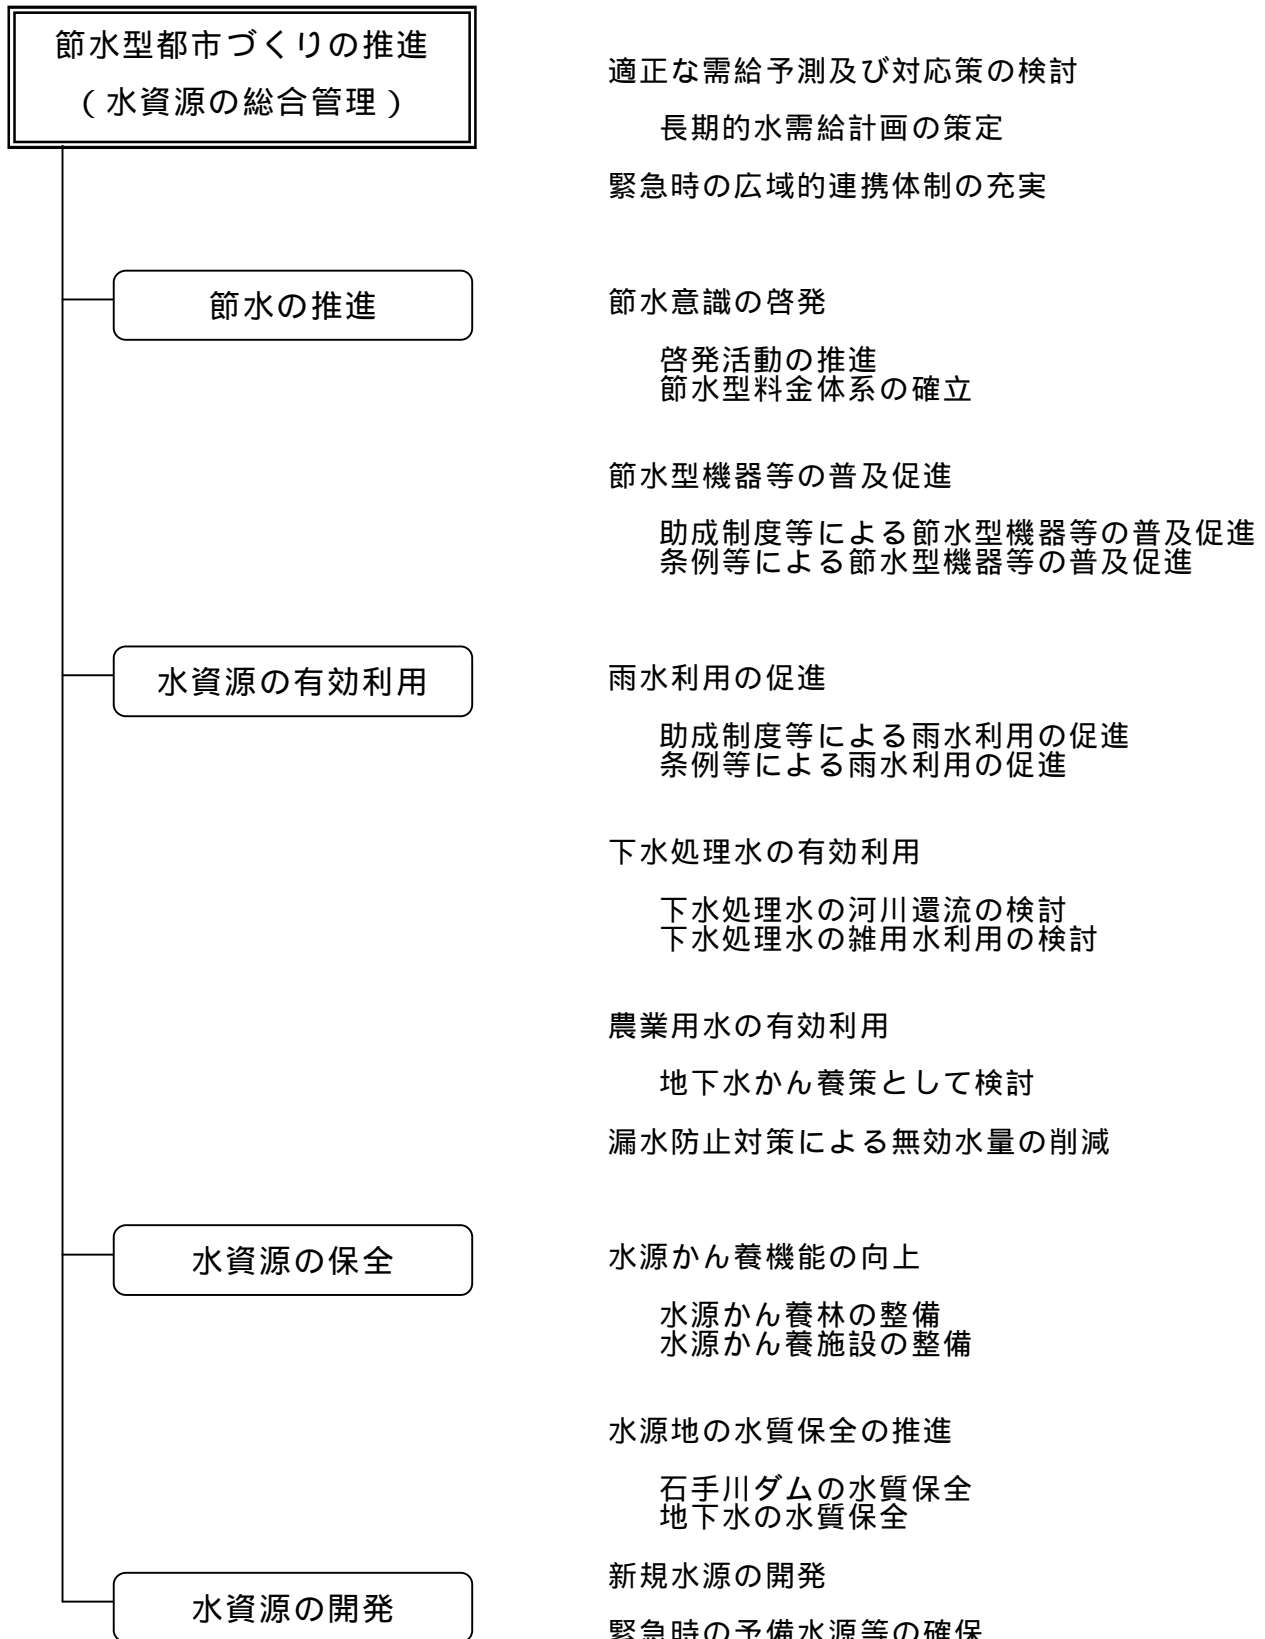 節水型都市づくりの推進
(水資源の総合管理)
適正な需給予測及び対応策の検討
長期的水需給計画の策定
緊急時の広域的連携体制の充実
節水の推進
節水意識の啓発
啓発活動の推進
節水型料金体系の確立
節水型機器等の普及促進
助成制度等による節水型機器等の普及促進
条例等による節水型機器等の普及促進
水資源の有効利用
雨水利用の促進
助成制度等による雨水利用の促進
条例等による雨水利用の促進
下水処理水の有効利用
下水処理水の河川還流の検討
下水処理水の雑用水利用の検討
農業用水の有効利用
地下水かん養策として検討
漏水防止対策による無効水量の削減
水資源の保全
水源かん養機能の向上
水源かん養林の整備
水源かん養施設の整備
水源地の水質保全の推進
石手川ダムの水質保全
地下水の水質保全
水資源の開発
新規水源の開発
緊急時の予備水源等の確保